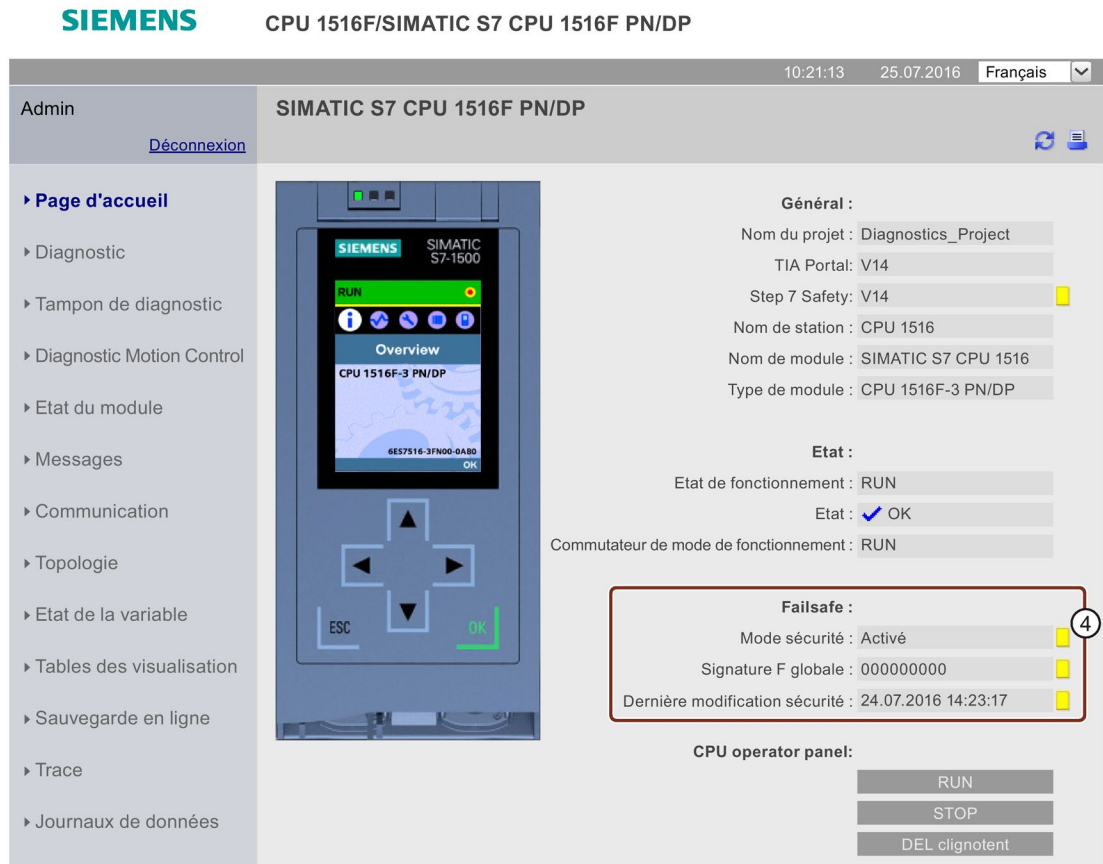 SIEMENS CPU 1516F/SIMATIC S7 CPU 1516F PN/DP
10:21:13 25.07.2016 Français
Admin
Déconnexion
SIMATIC S7 CPU 1516F PN/DP
Page d'accueil
Diagnostic
Tampon de diagnostic
Diagnostic Motion Control
Etat du module
Messages
Communication
Topologie
Etat de la variable
Tables des visualisation
Sauvegarde en ligne
Trace
Journaux de données
SIEMENS SIMATIC
S7-1500
RUN
Overview
CPU 1516F-3 PN/DP
6ES7516-3FN00-0AB0
OK
ESC OK
Général :
Nom du projet : Diagnostics_Project
TIA Portal: V14
Step 7 Safety: V14
Nom de station : CPU 1516
Nom de module : SIMATIC S7 CPU 1516
Type de module : CPU 1516F-3 PN/DP
Etat :
Etat de fonctionnement : RUN
Etat : OK
Commutateur de mode de fonctionnement : RUN
Failsafe :
4
Mode sécurité : Activé
Signature F globale : 000000000
Dernière modification sécurité : 24.07.2016 14:23:17
CPU operator panel:
RUN
STOP
DEL clignotent